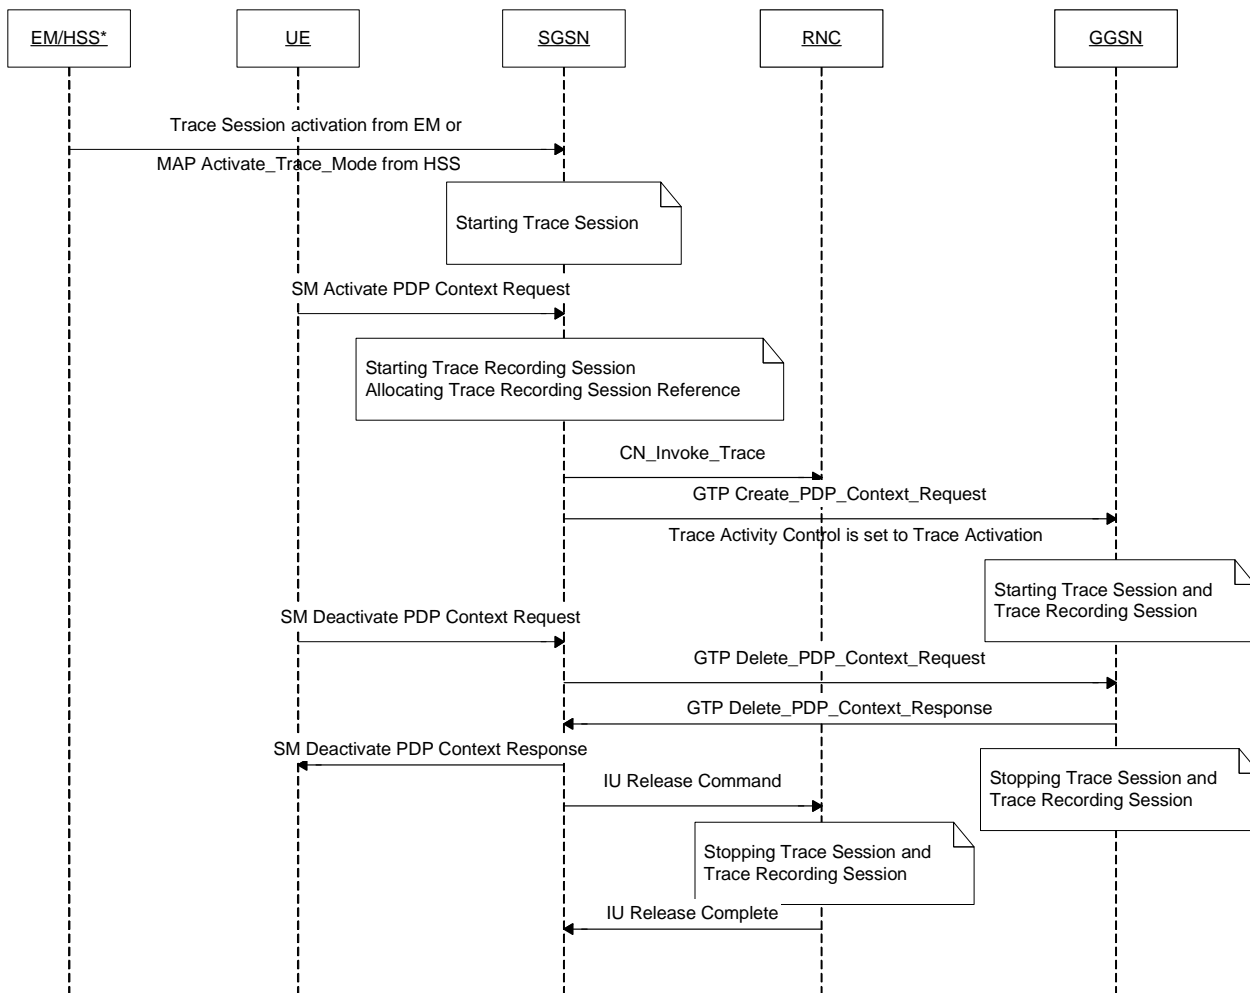 EM/HSS*
UE
SGSN
RNC
GGSN
Trace Session activation from EM or
MAP Activate_Trace_Mode from HSS
Starting Trace Session
SM Activate PDP Context Request
Starting Trace Recording Session
Allocating Trace Recording Session Reference
CN_Invoke_Trace
GTP Create_PDP_Context_Request
Trace Activity Control is set to Trace Activation
Starting Trace Session and
Trace Recording Session
SM Deactivate PDP Context Request
GTP Delete_PDP_Context_Request
GTP Delete_PDP_Context_Response
SM Deactivate PDP Context Response
Stopping Trace Session and
Trace Recording Session
IU Release Command
Stopping Trace Session and
Trace Recording Session
IU Release Complete